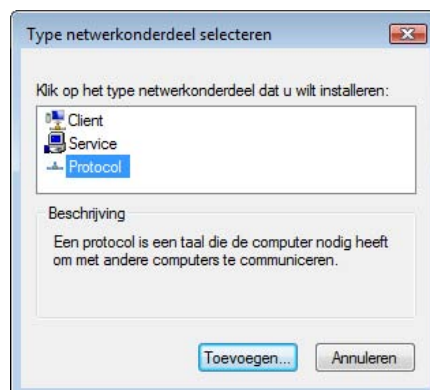 Type netwerkonderdeel selecteren
Klik op het type netwerkonderdeel dat u wilt installeren:
Client
Service
Protocol
Beschrijving
Een protocol is een taal die de computer nodig heeft
om met andere computers te communiceren.
Toevoegen... Annuleren